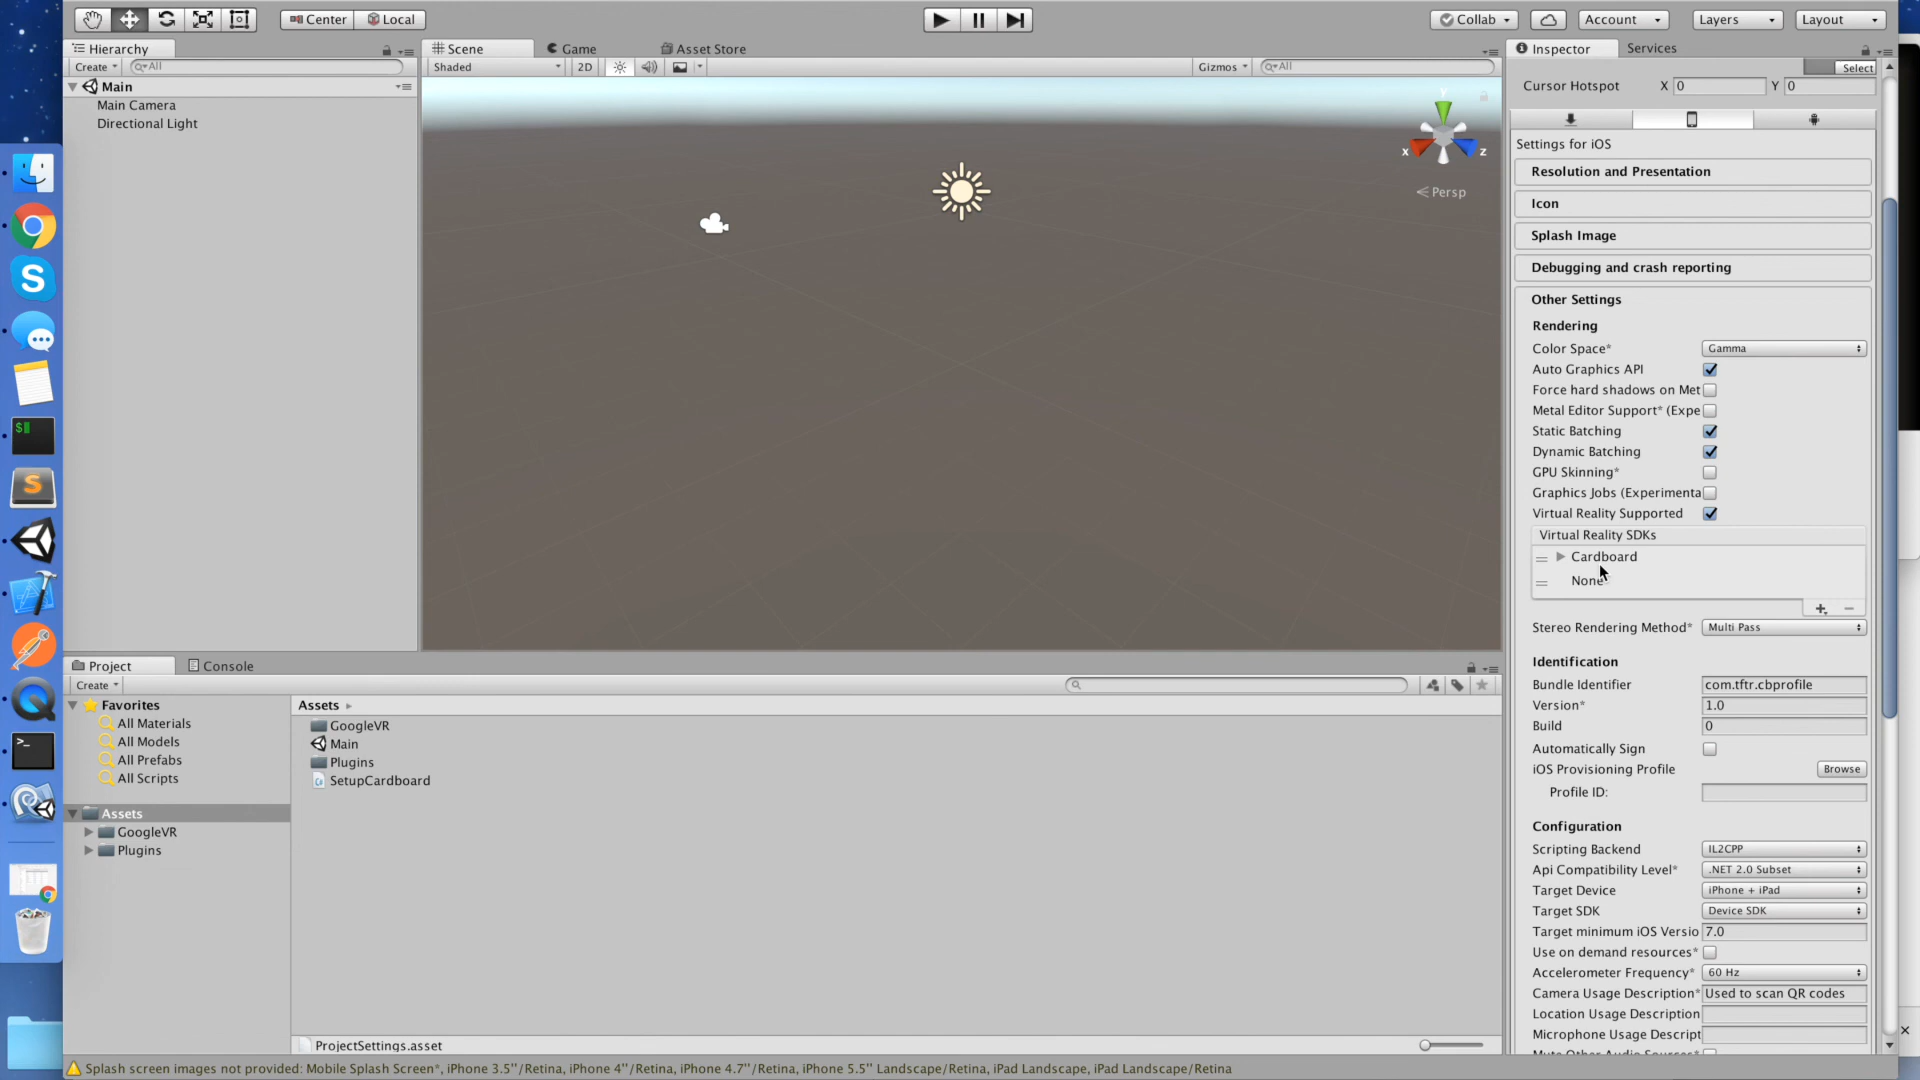 Center Local
Collab Account Layers Layout
Hierarchy
Create All
Main
Main Camera
Directional Light
Scene Game Asset Store
Shaded 2D Gizmos All
y
x z
Persp
Inspector Services
Select
Cursor Hotspot X 0 Y 0
Settings for iOS
Resolution and Presentation
Icon
Splash Image
Debugging and crash reporting
Other Settings
Rendering
Color Space* Gamma
Auto Graphics API
Force hard shadows on Met
Metal Editor Support* (Expe
Static Batching
Dynamic Batching
GPU Skinning*
Graphics Jobs (Experimenta
Virtual Reality Supported
Virtual Reality SDKs
Cardboard
None
Stereo Rendering Method* Multi Pass
Identification
Bundle Identifier com.tftr.cbprofile
Version* 1.0
Build 0
Automatically Sign
iOS Provisioning Profile Browse
Profile ID:
Configuration
Scripting Backend IL2CPP
Api Compatibility Level* .NET 2.0 Subset
Target Device iPhone + iPad
Target SDK Device SDK
Target minimum iOS Versio 7.0
Use on demand resources*
Accelerometer Frequency* 60 Hz
Camera Usage Description* Used to scan QR codes
Location Usage Description
Microphone Usage Descript
Mute Other Audio Sources*
Project Console
Create
Favorites
All Materials
All Models
All Prefabs
All Scripts
Assets
GoogleVR
Plugins
Assets
GoogleVR
Main
Plugins
SetupCardboard
ProjectSettings.asset
Splash screen images not provided: Mobile Splash Screen*, iPhone 3.5''/Retina, iPhone 4''/Retina, iPhone 4.7''/Retina, iPhone 5.5'' Landscape/Retina, iPad Landscape, iPad Landscape/Retina